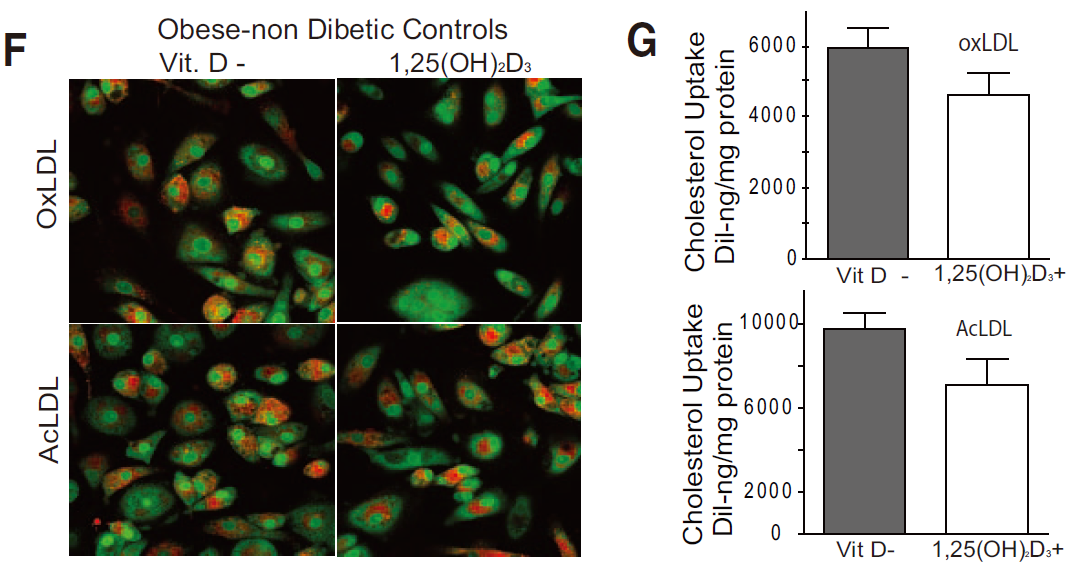 F
Obese-non Dibetic Controls
Vit. D -
1,25(OH)₂D₃
OxLDL
AcLDL
G
Cholesterol Uptake
Dil-ng/mg protein
6000
4000
2000
0
oxLDL
Vit D -
1,25(OH)₂D₃+
Cholesterol Uptake
Dil-ng/mg protein
10000
6000
2000
0
AcLDL
Vit D-
1,25(OH)₂D₃+